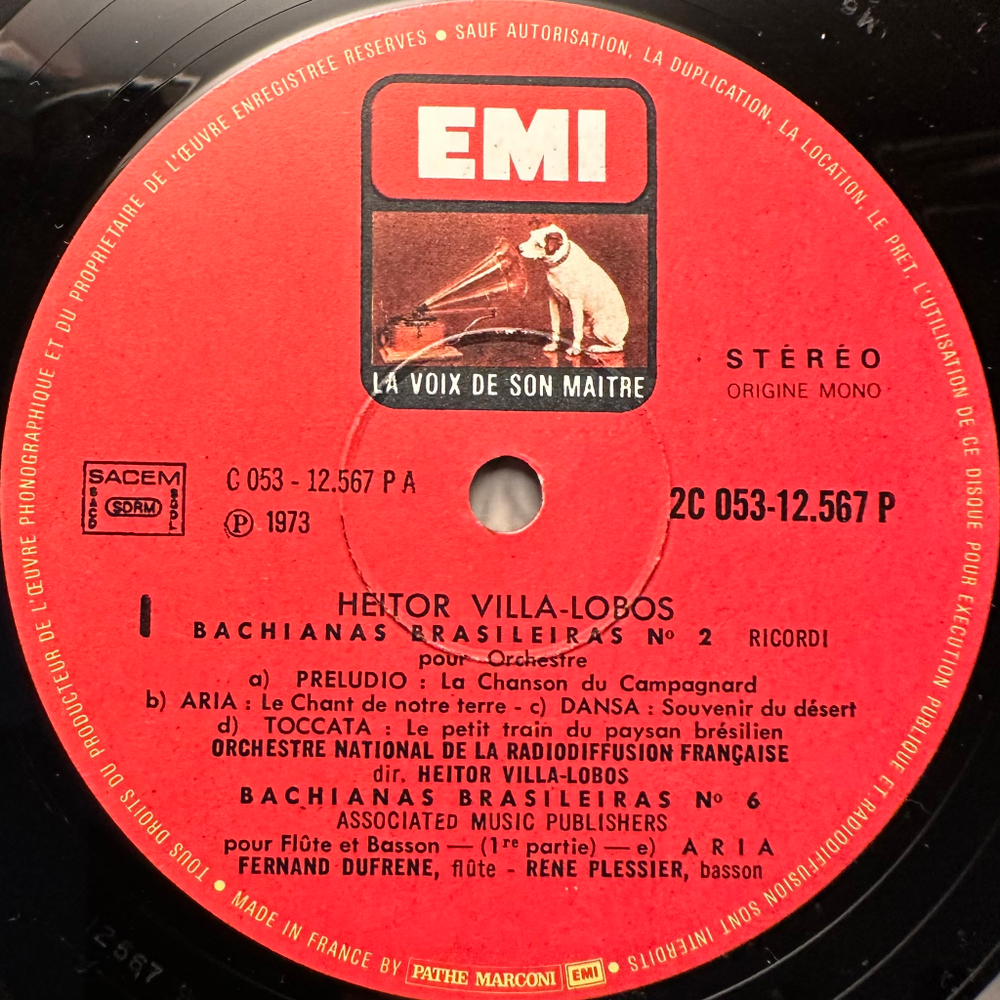 TOUS DROITS DU PRODUCTEUR DE L'ŒUVRE PHONOGRAPHIQUE ET DU PROPRIETAIRE DE L'ŒUVRE ENREGISTREE RESERVES • SAUF AUTORISATION, LA DUPLICATION, LA LOCATION, LE PRET, L'UTILISATION DE CE DISQUE POUR EXECUTION PUBLIQUE ET RADIODIFFUSION SONT INTERDITS •
EMI
LA VOIX DE SON MAITRE
STÉRÉO
ORIGINE MONO
SACEM
SACD SDRM SGDL
C 053 - 12.567 P A
Ⓟ 1973
2C 053-12.567 P
HEITOR VILLA-LOBOS
I BACHIANAS BRASILEIRAS Nº 2 RICORDI
pour Orchestre
a) PRELUDIO : La Chanson du Campagnard
b) ARIA : Le Chant de notre terre - c) DANSA : Souvenir du désert
d) TOCCATA : Le petit train du paysan brésilien
ORCHESTRE NATIONAL DE LA RADIODIFFUSION FRANÇAISE
dir. HEITOR VILLA-LOBOS
BACHIANAS BRASILEIRAS Nº 6
ASSOCIATED MUSIC PUBLISHERS
pour Flûte et Basson — (1re partie) — e) ARIA
FERNAND DUFRENE, flûte - RENE PLESSIER, basson
• MADE IN FRANCE BY PATHE MARCONI EMI